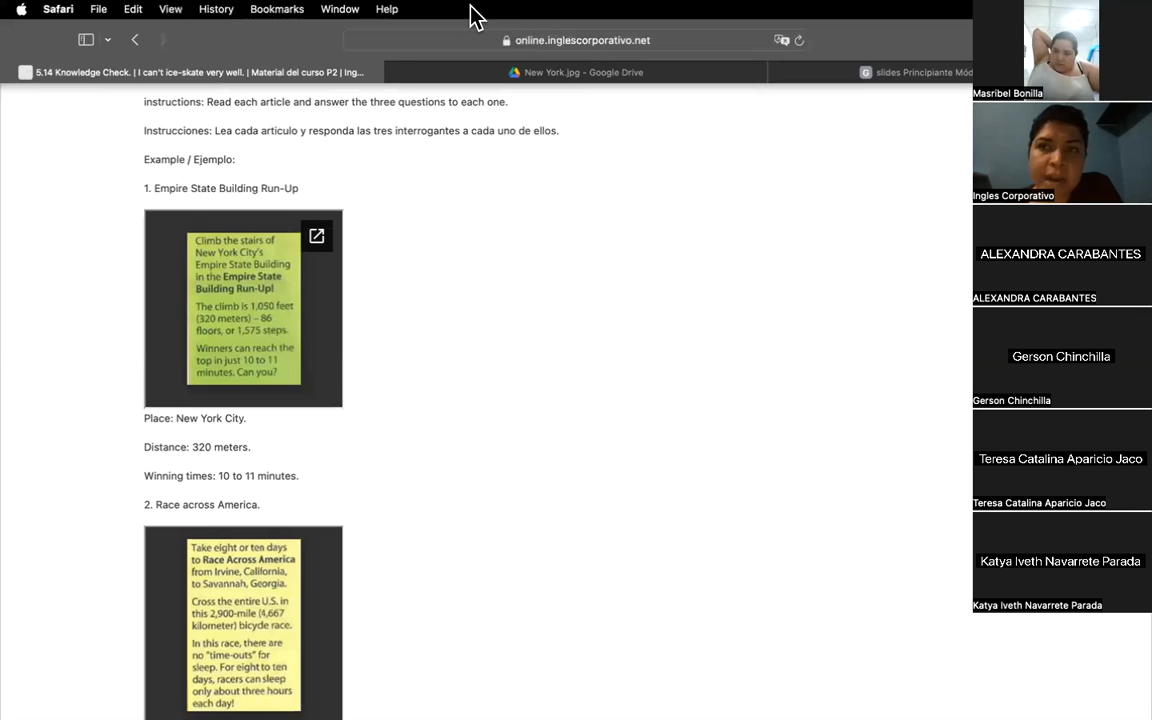 Safari File Edit View History Bookmarks Window Help
online.inglescorporativo.net
5.14 Knowledge Check. | I can't ice-skate very well. | Material del curso P2 | Ing...
New York.jpg - Google Drive
G slides Principiante Mód
instructions: Read each article and answer the three questions to each one.
Instrucciones: Lea cada articulo y responda las tres interrogantes a cada uno de ellos.
Example / Ejemplo:
1. Empire State Building Run-Up
Climb the stairs of
New York City's
Empire State Building
in the Empire State
Building Run-Up!
The climb is 1,050 feet
(320 meters) – 86
floors, or 1,575 steps.
Winners can reach the
top in just 10 to 11
minutes. Can you?
Place: New York City.
Distance: 320 meters.
Winning times: 10 to 11 minutes.
2. Race across America.
Take eight or ten days
to Race Across America
from Irvine, California,
to Savannah, Georgia.
Cross the entire U.S. in
this 2,900-mile (4,667
kilometer) bicycle race.
In this race, there are
no "time-outs" for
sleep. For eight to ten
days, racers can sleep
only about three hours
each day!
Masribel Bonilla
Ingles Corporativo
ALEXANDRA CARABANTES
ALEXANDRA CARABANTES
Gerson Chinchilla
Gerson Chinchilla
Teresa Catalina Aparicio Jaco
Teresa Catalina Aparicio Jaco
Katya Iveth Navarrete Parada
Katya Iveth Navarrete Parada